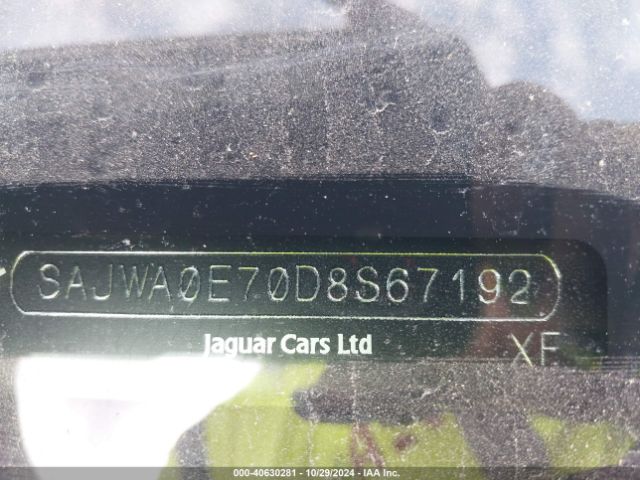 SAJWA0E70D8S67192
Jaguar Cars Ltd
XF
000-40630281 - 10/29/2024 - IAA Inc.